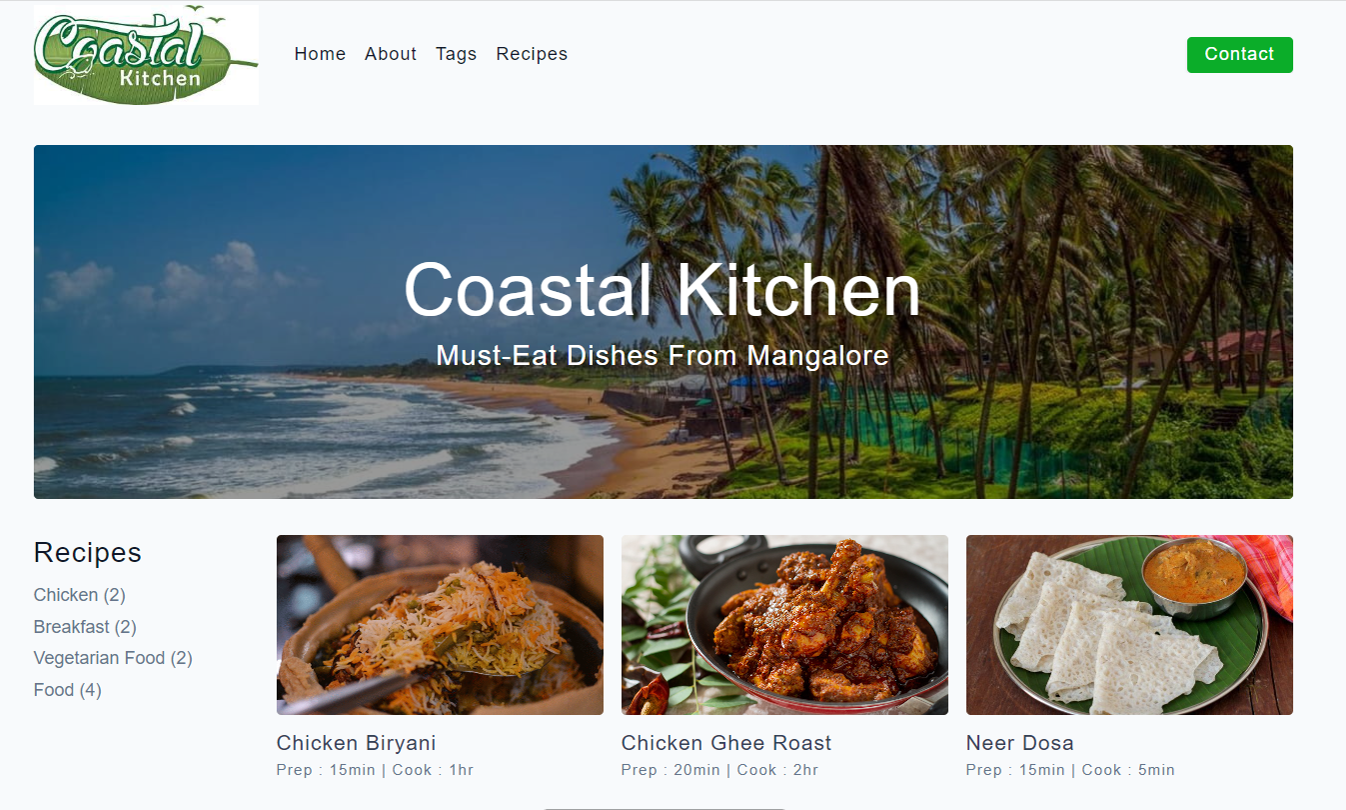 Coastal
Kitchen
Home About Tags Recipes
Contact
Coastal Kitchen
Must-Eat Dishes From Mangalore
Recipes
Chicken (2)
Breakfast (2)
Vegetarian Food (2)
Food (4)
Chicken Biryani
Prep : 15min | Cook : 1hr
Chicken Ghee Roast
Prep : 20min | Cook : 2hr
Neer Dosa
Prep : 15min | Cook : 5min